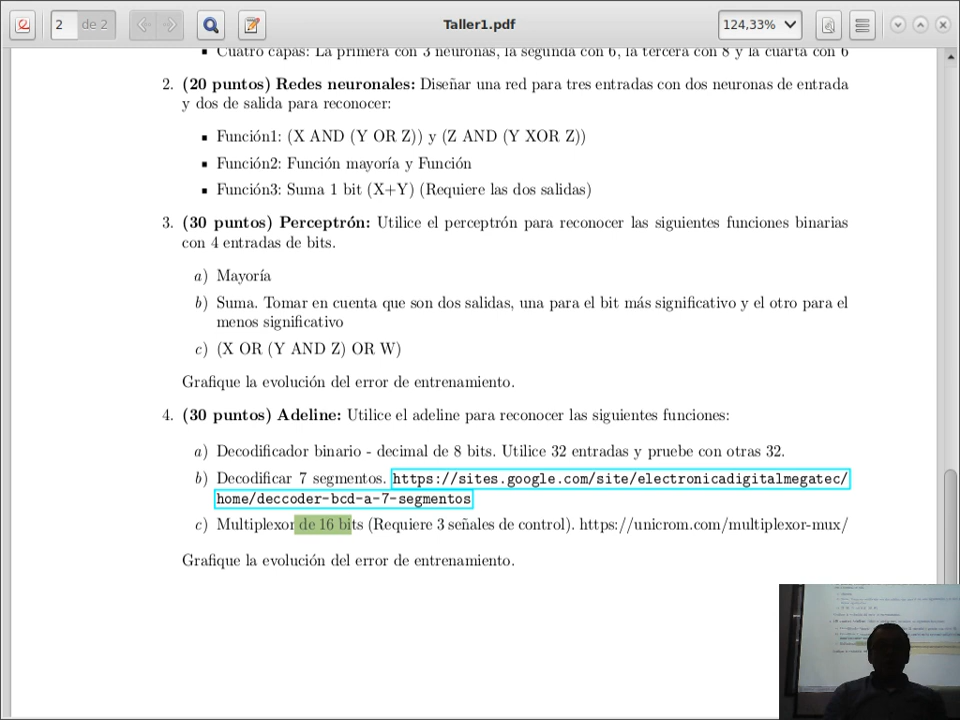 2 de 2
Taller1.pdf
124,33%
▪ Cuatro capas: La primera con 3 neuronas, la segunda con 6, la tercera con 8 y la cuarta con 6
2. (20 puntos) Redes neuronales: Diseñar una red para tres entradas con dos neuronas de entrada
y dos de salida para reconocer:
▪ Función1: (X AND (Y OR Z)) y (Z AND (Y XOR Z))
▪ Función2: Función mayoría y Función
▪ Función3: Suma 1 bit (X+Y) (Requiere las dos salidas)
3. (30 puntos) Perceptrón: Utilice el perceptrón para reconocer las siguientes funciones binarias
con 4 entradas de bits.
a) Mayoría
b) Suma. Tomar en cuenta que son dos salidas, una para el bit más significativo y el otro para el
menos significativo
c) (X OR (Y AND Z) OR W)
Grafique la evolución del error de entrenamiento.
4. (30 puntos) Adeline: Utilice el adeline para reconocer las siguientes funciones:
a) Decodificador binario - decimal de 8 bits. Utilice 32 entradas y pruebe con otras 32.
b) Decodificar 7 segmentos. https://sites.google.com/site/electronicadigitalmegatec/
home/deccoder-bcd-a-7-segmentos
c) Multiplexor de 16 bits (Requiere 3 señales de control). https://unicrom.com/multiplexor-mux/
Grafique la evolución del error de entrenamiento.